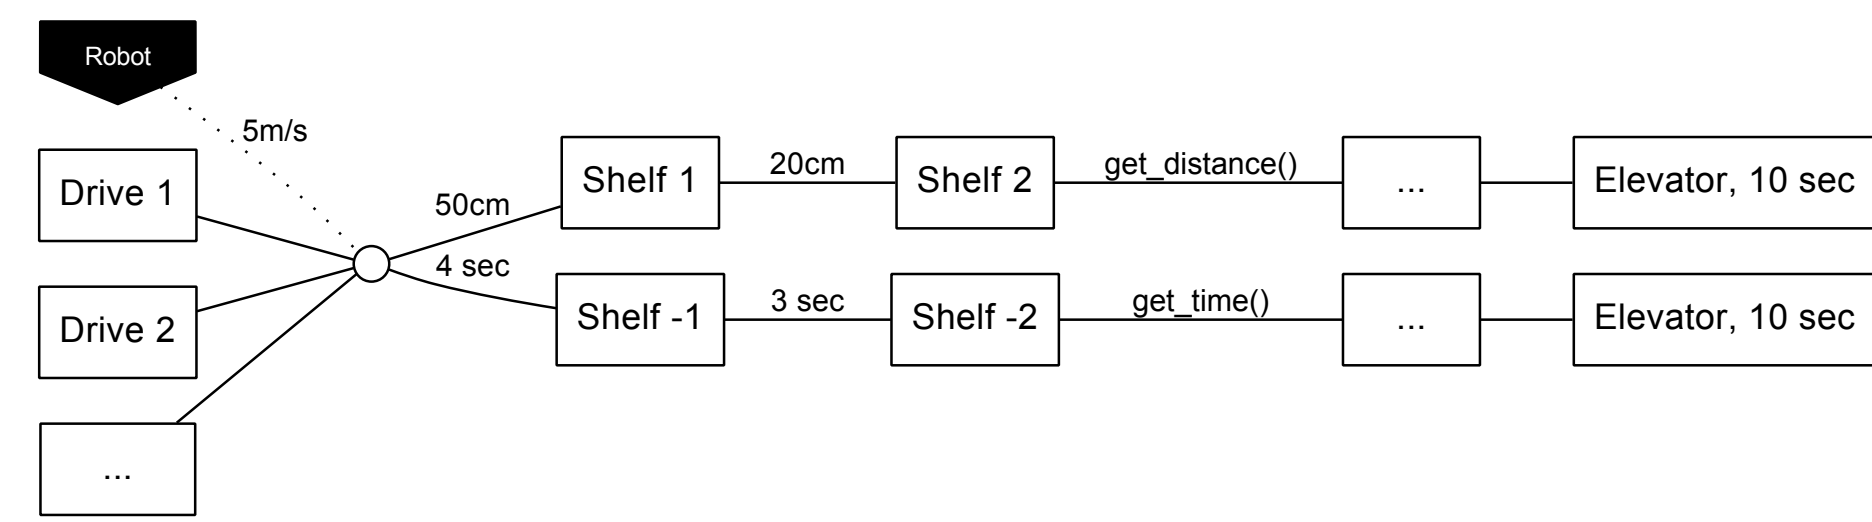 Robot
5m/s
Drive 1
50cm
Shelf 1
20cm
Shelf 2
get_distance()
...
Elevator, 10 sec
Drive 2
4 sec
Shelf -1
3 sec
Shelf -2
get_time()
...
Elevator, 10 sec
...